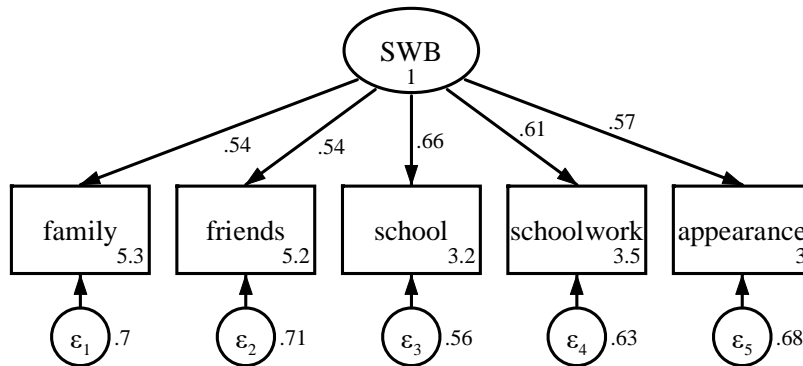 SWB
1
.54 .54 .66 .61 .57
family friends school schoolwork appearance
5.3 5.2 3.2 3.5 3
ε1 .7 ε2 .71 ε3 .56 ε4 .63 ε5 .68